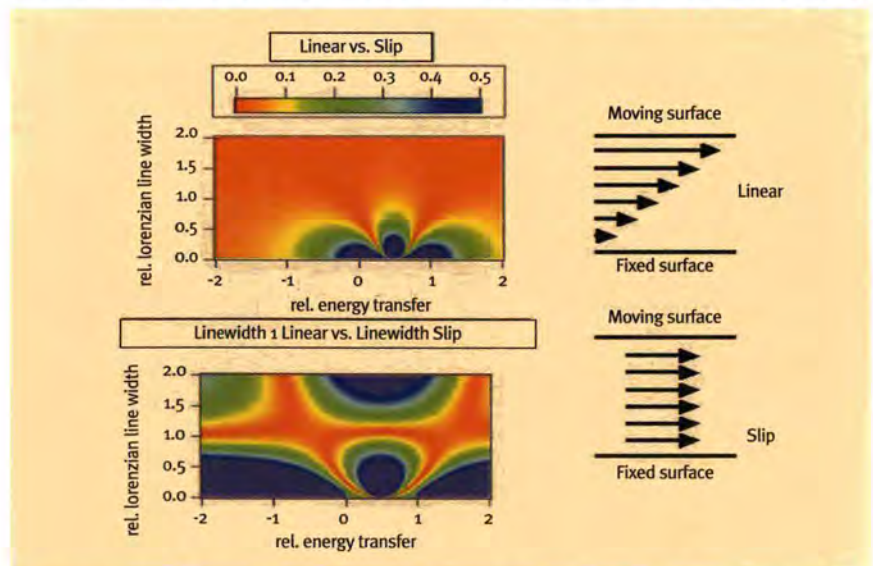 Linear vs. Slip
0.0 0.1 0.2 0.3 0.4 0.5
rel. lorenzian line width
2.0
1.5
1.0
0.5
0.0
-2 -1 0 1 2
rel. energy transfer
Moving surface
Linear
Fixed surface
Linewidth 1 Linear vs. Linewidth Slip
rel. lorenzian line width
2.0
1.5
1.0
0.5
0.0
-2 -1 0 1 2
rel. energy transfer
Moving surface
Slip
Fixed surface